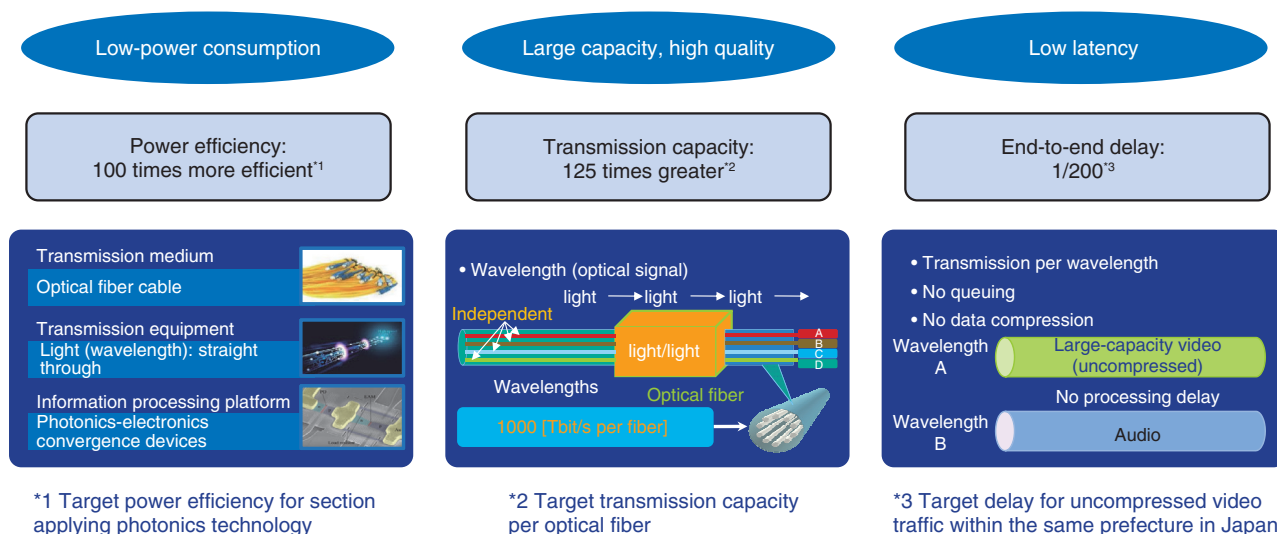 Low-power consumption
Power efficiency:
100 times more efficient*1
Transmission medium
Optical fiber cable
Transmission equipment
Light (wavelength): straight
through
Information processing platform
Photonics-electronics
convergence devices
*1 Target power efficiency for section
applying photonics technology
Large capacity, high quality
Transmission capacity:
125 times greater*2
• Wavelength (optical signal)
light → light → light →
Independent
light/light
A
B
C
D
Wavelengths
Optical fiber
1000 [Tbit/s per fiber]
*2 Target transmission capacity
per optical fiber
Low latency
End-to-end delay:
1/200*3
• Transmission per wavelength
• No queuing
• No data compression
Wavelength
A
Large-capacity video
(uncompressed)
No processing delay
Wavelength
B
Audio
*3 Target delay for uncompressed video
traffic within the same prefecture in Japan